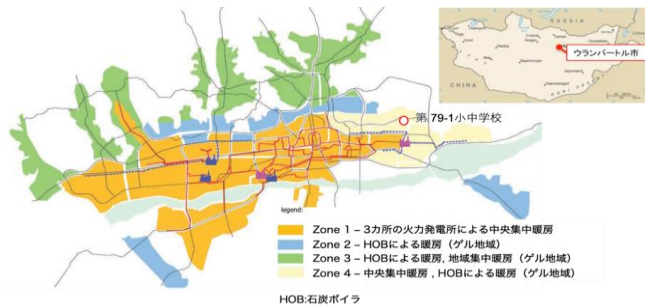 RUSSIA
ウランバートル市
CHINA
第.79-1小中学校
legend:
Zone 1 – 3カ所の火力発電所による中央集中暖房
Zone 2 – HOBによる暖房（ゲル地域）
Zone 3 – HOBによる暖房, 地域集中暖房（ゲル地域）
Zone 4 – 中央集中暖房 , HOBによる暖房（ゲル地域）
HOB:石炭ボイラ